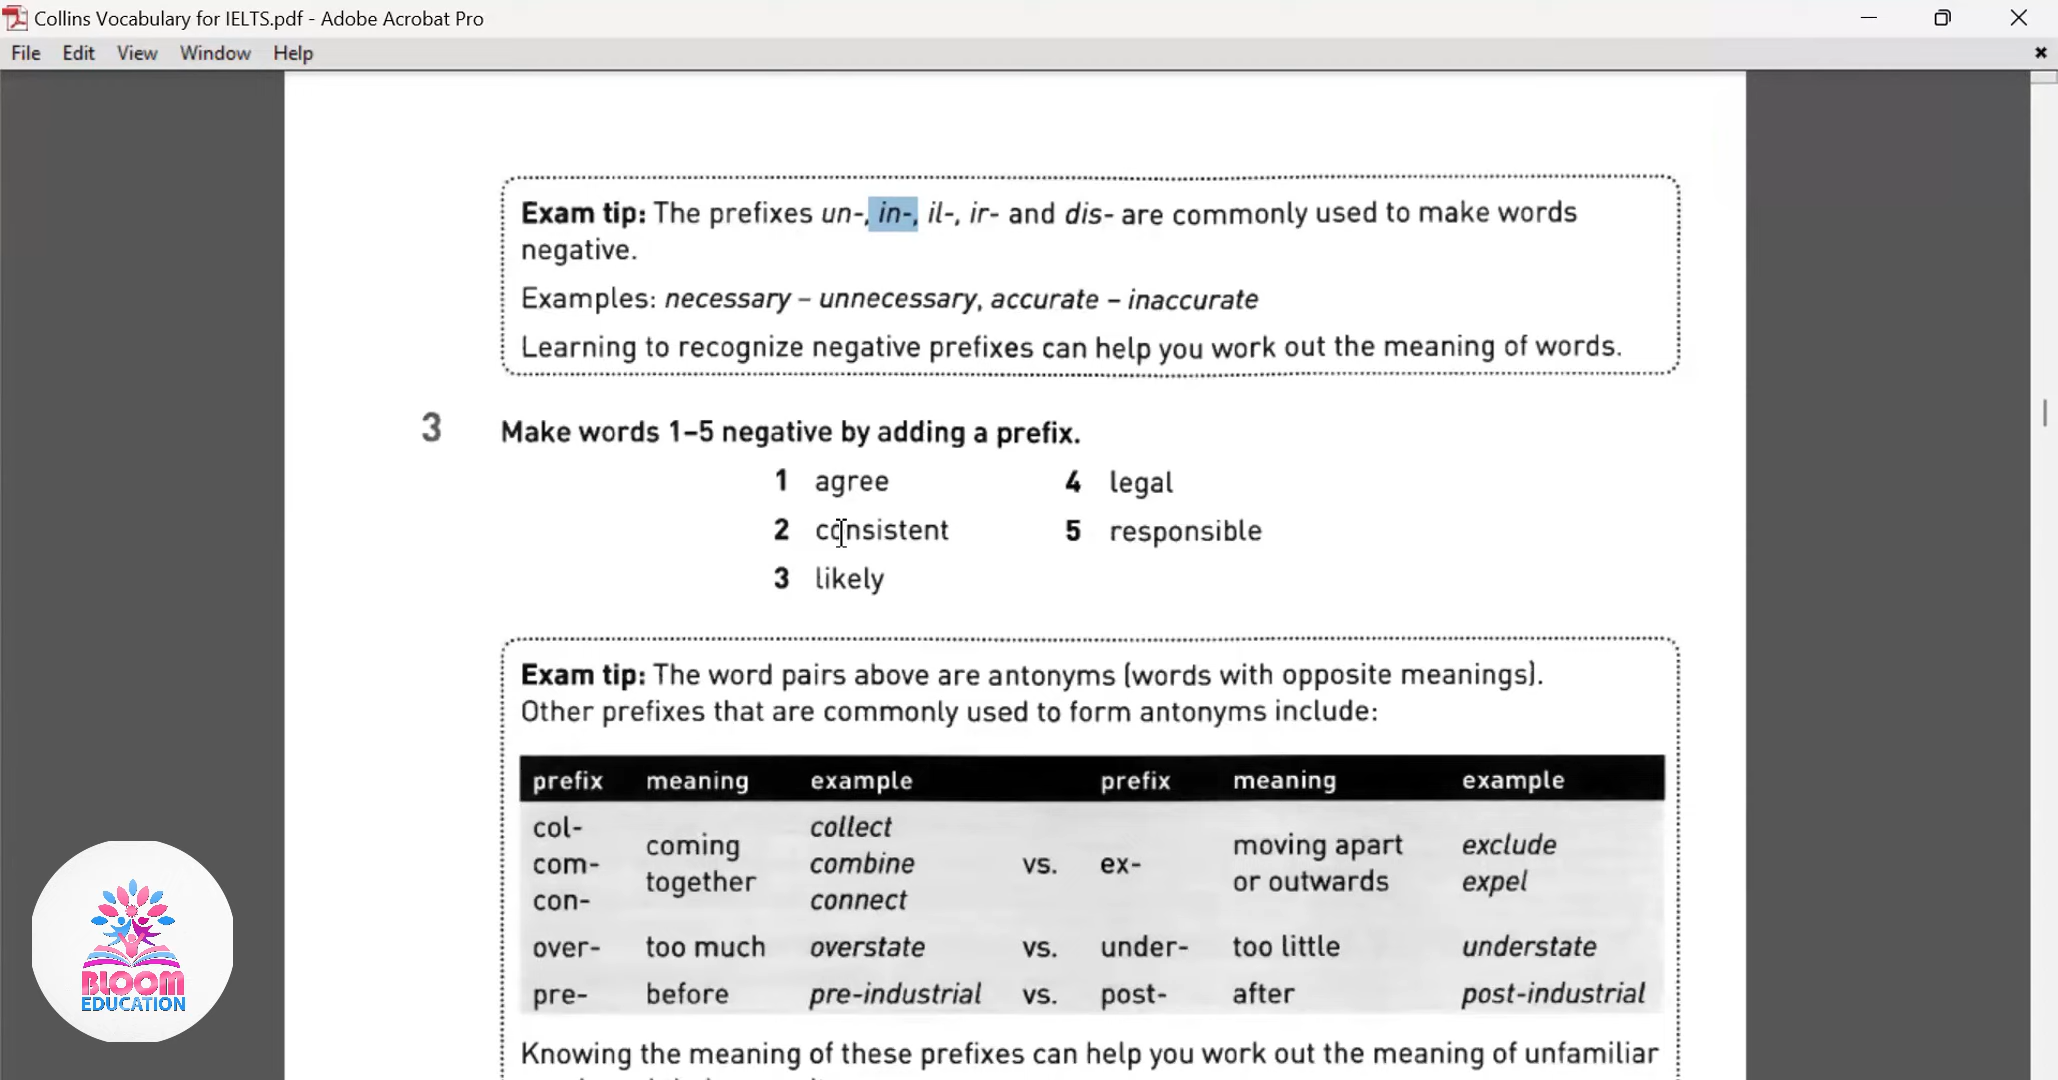 Collins Vocabulary for IELTS.pdf - Adobe Acrobat Pro
File Edit View Window Help
Exam tip: The prefixes un-, in-, il-, ir- and dis- are commonly used to make words
negative.
Examples: necessary – unnecessary, accurate – inaccurate
Learning to recognize negative prefixes can help you work out the meaning of words.
3 Make words 1–5 negative by adding a prefix.
1 agree 4 legal
2 consistent 5 responsible
3 likely
Exam tip: The word pairs above are antonyms (words with opposite meanings).
Other prefixes that are commonly used to form antonyms include:
prefix meaning example prefix meaning example
col- collect
coming moving apart exclude
com- combine vs. ex-
together or outwards expel
con- connect
over- too much overstate vs. under- too little understate
pre- before pre-industrial vs. post- after post-industrial
Knowing the meaning of these prefixes can help you work out the meaning of unfamiliar
BLOOM
EDUCATION